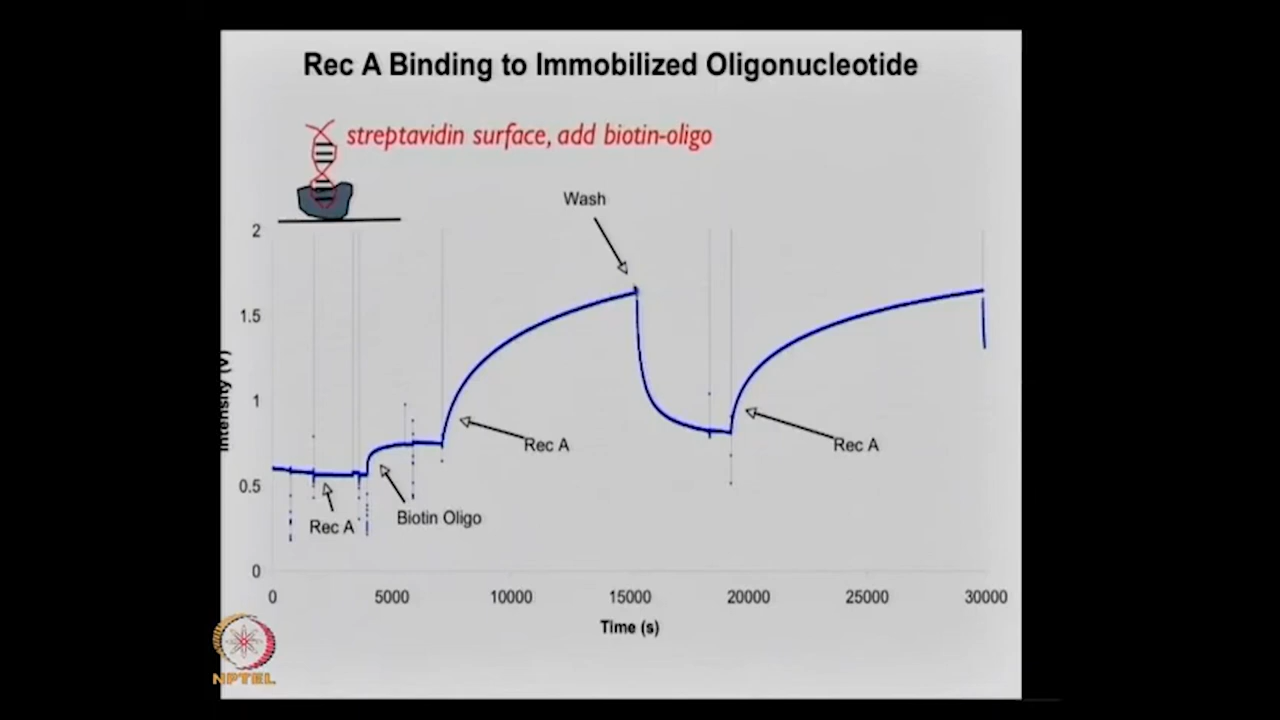 Rec A Binding to Immobilized Oligonucleotide
streptavidin surface, add biotin-oligo
Wash
2
1.5
1
0.5
0
Intensity (V)
Rec A
Rec A
Rec A
Biotin Oligo
0 5000 10000 15000 20000 25000 30000
Time (s)
NPTEL